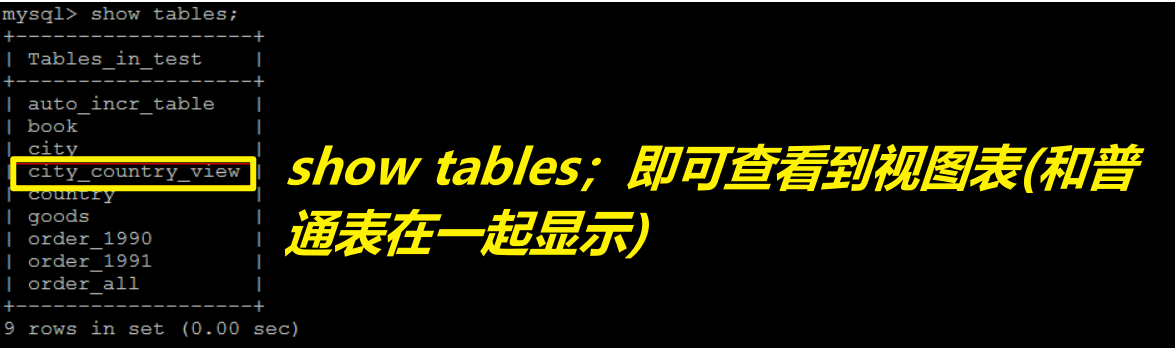 mysql> show tables;
+-------------------+
| Tables_in_test    |
+-------------------+
| auto_incr_table   |
| book              |
| city              |
| city_country_view |
| country           |
| goods             |
| order_1990        |
| order_1991        |
| order_all         |
+-------------------+
9 rows in set (0.00 sec)
show tables；即可查看到视图表(和普
通表在一起显示)